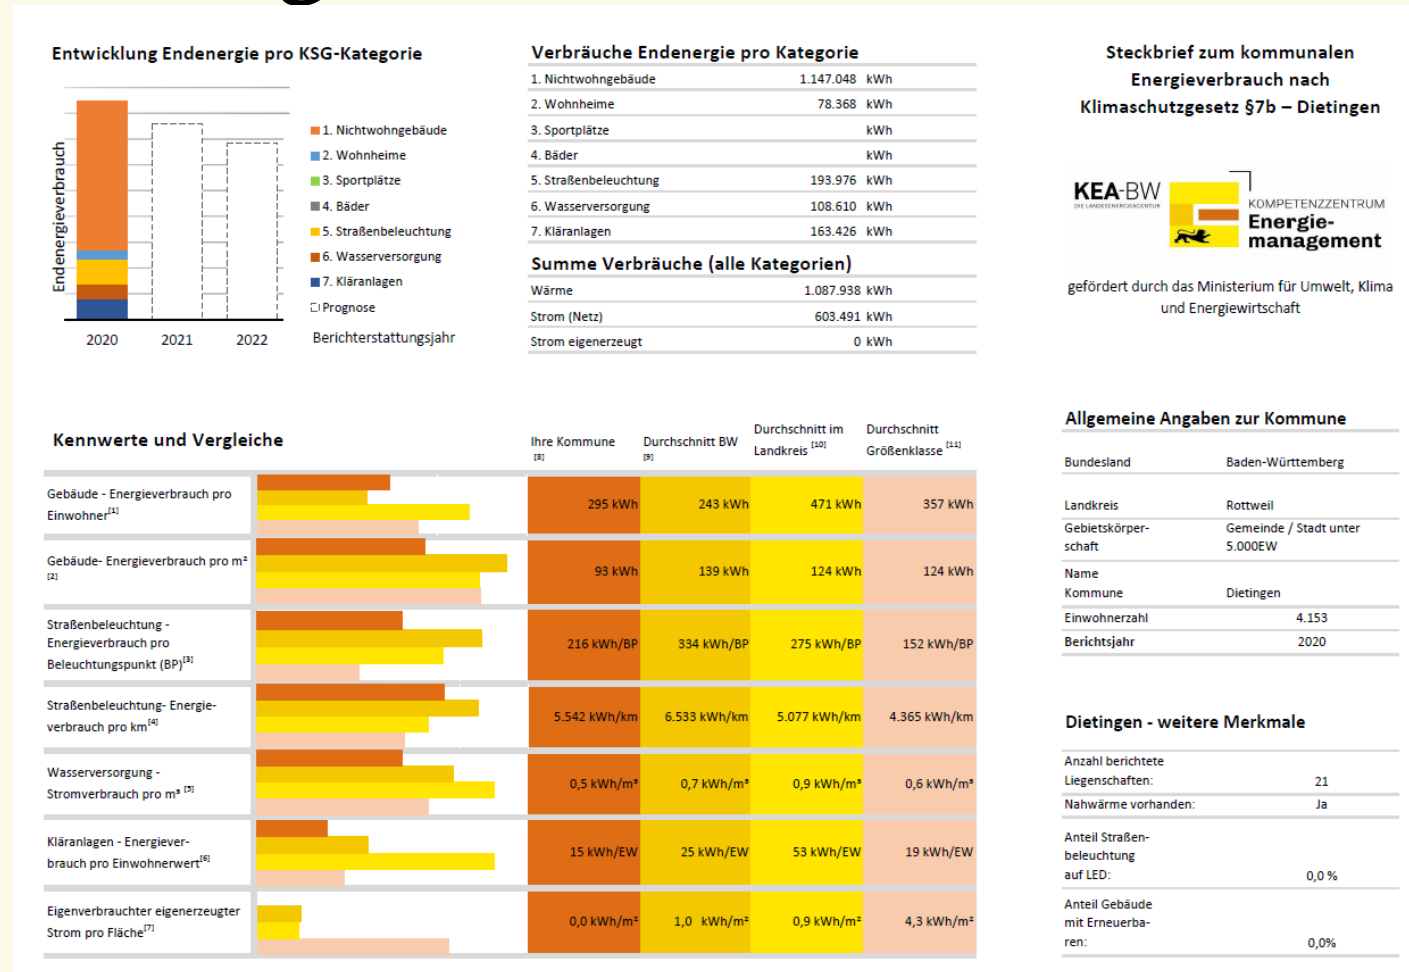 Entwicklung Endenergie pro KSG-Kategorie
Endenergieverbrauch
1. Nichtwohngebäude
2. Wohnheime
3. Sportplätze
4. Bäder
5. Straßenbeleuchtung
6. Wasserversorgung
7. Kläranlagen
Prognose
2020 2021 2022 Berichterstattungsjahr
Verbräuche Endenergie pro Kategorie
1. Nichtwohngebäude 1.147.048 kWh
2. Wohnheime 78.368 kWh
3. Sportplätze kWh
4. Bäder kWh
5. Straßenbeleuchtung 193.976 kWh
6. Wasserversorgung 108.610 kWh
7. Kläranlagen 163.426 kWh
Summe Verbräuche (alle Kategorien)
Wärme 1.087.938 kWh
Strom (Netz) 603.491 kWh
Strom eigenerzeugt 0 kWh
Steckbrief zum kommunalen
Energieverbrauch nach
Klimaschutzgesetz §7b – Dietingen
KEA-BW
DIE LANDESENERGIEAGENTUR
KOMPETENZZENTRUM
Energie-
management
gefördert durch das Ministerium für Umwelt, Klima
und Energiewirtschaft
Kennwerte und Vergleiche
Ihre Kommune
[8]
Durchschnitt BW
[9]
Durchschnitt im
Landkreis [10]
Durchschnitt
Größenklasse [11]
Gebäude - Energieverbrauch pro
Einwohner[1]
295 kWh 243 kWh 471 kWh 357 kWh
Gebäude- Energieverbrauch pro m²
[2]
93 kWh 139 kWh 124 kWh 124 kWh
Straßenbeleuchtung -
Energieverbrauch pro
Beleuchtungspunkt (BP)[3]
216 kWh/BP 334 kWh/BP 275 kWh/BP 152 kWh/BP
Straßenbeleuchtung- Energie-
verbrauch pro km[4]
5.542 kWh/km 6.533 kWh/km 5.077 kWh/km 4.365 kWh/km
Wasserversorgung -
Stromverbrauch pro m³ [5]
0,5 kWh/m³ 0,7 kWh/m³ 0,9 kWh/m³ 0,6 kWh/m³
Kläranlagen - Energiever-
brauch pro Einwohnerwert[6]
15 kWh/EW 25 kWh/EW 53 kWh/EW 19 kWh/EW
Eigenverbrauchter eigenerzeugter
Strom pro Fläche[7]
0,0 kWh/m² 1,0 kWh/m² 0,9 kWh/m² 4,3 kWh/m²
Allgemeine Angaben zur Kommune
Bundesland Baden-Württemberg
Landkreis Rottweil
Gebietskörper-
schaft
Gemeinde / Stadt unter
5.000EW
Name
Kommune Dietingen
Einwohnerzahl 4.153
Berichtsjahr 2020
Dietingen - weitere Merkmale
Anzahl berichtete
Liegenschaften: 21
Nahwärme vorhanden: Ja
Anteil Straßen-
beleuchtung
auf LED: 0,0 %
Anteil Gebäude
mit Erneuerba-
ren: 0,0%